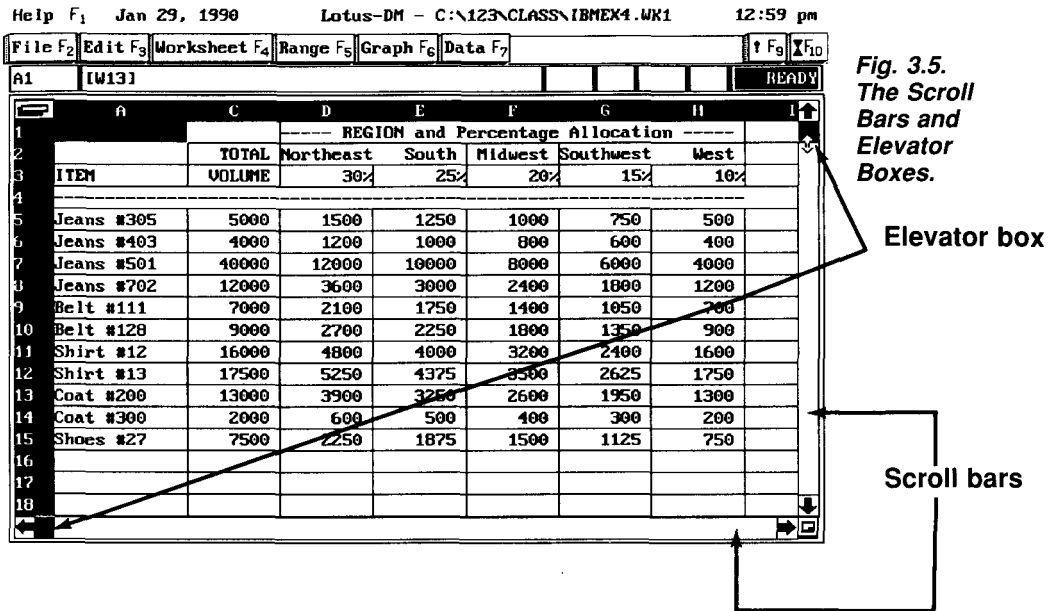 Help F1 Jan 29, 1990 Lotus-DM - C:\123\CLASS\IBMEX4.WK1 12:59 pm
File F2 Edit F3 Worksheet F4 Range F5 Graph F6 Data F7 ? F9 F10
A1 [W13] READY
A C D E F G H I
1 ----- REGION and Percentage Allocation -----
2 TOTAL Northeast South Midwest Southwest West
3 ITEM VOLUME 30% 25% 20% 15% 10%
4 --------------------------------------------------
5 Jeans #305 5000 1500 1250 1000 750 500
6 Jeans #403 4000 1200 1000 800 600 400
7 Jeans #501 40000 12000 10000 8000 6000 4000
8 Jeans #702 12000 3600 3000 2400 1800 1200
9 Belt #111 7000 2100 1750 1400 1050 700
10 Belt #128 9000 2700 2250 1800 1350 900
11 Shirt #12 16000 4800 4000 3200 2400 1600
12 Shirt #13 17500 5250 4375 3500 2625 1750
13 Coat #200 13000 3900 3250 2600 1950 1300
14 Coat #300 2000 600 500 400 300 200
15 Shoes #27 7500 2250 1875 1500 1125 750
16
17
18
Fig. 3.5.
The Scroll
Bars and
Elevator
Boxes.
Elevator box
Scroll bars